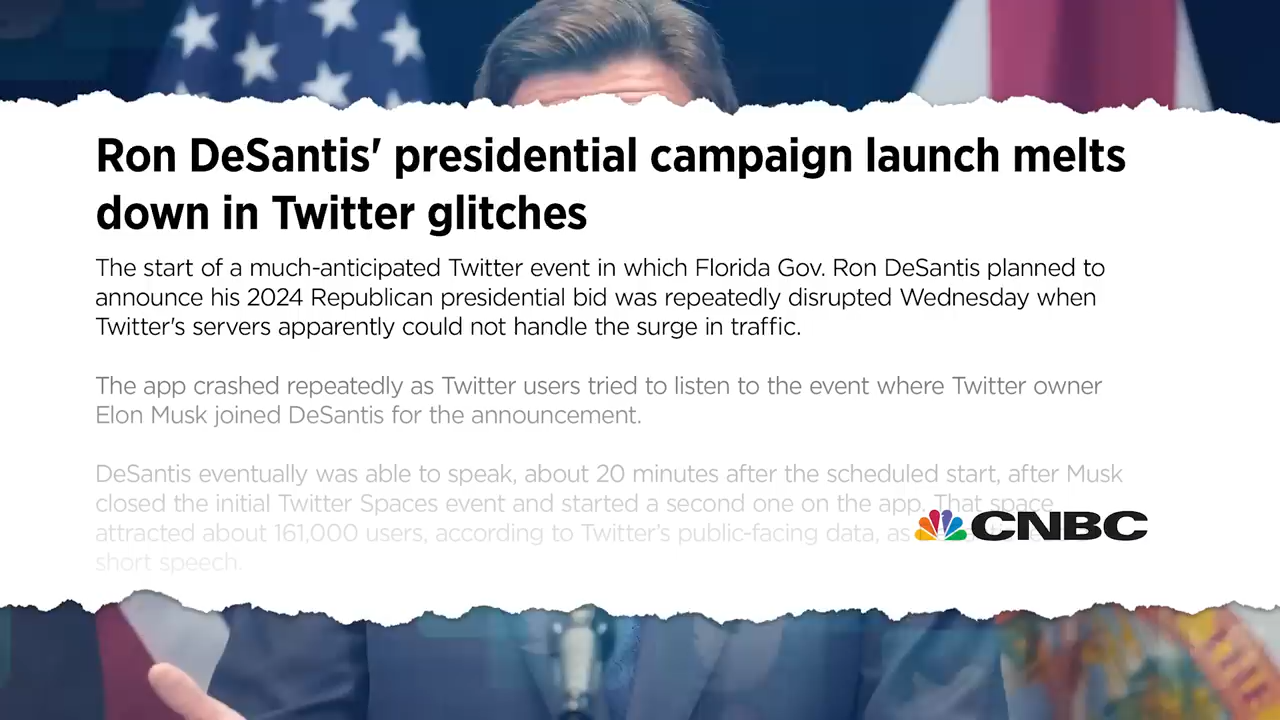 Ron DeSantis' presidential campaign launch melts
down in Twitter glitches
The start of a much-anticipated Twitter event in which Florida Gov. Ron DeSantis planned to
announce his 2024 Republican presidential bid was repeatedly disrupted Wednesday when
Twitter's servers apparently could not handle the surge in traffic.
The app crashed repeatedly as Twitter users tried to listen to the event where Twitter owner
Elon Musk joined DeSantis for the announcement.
DeSantis eventually was able to speak, about 20 minutes after the scheduled start, after Musk
closed the initial Twitter Spaces event and started a second one on the app. That space
attracted about 161,000 users, according to Twitter's public-facing data, as
short speech.
CNBC